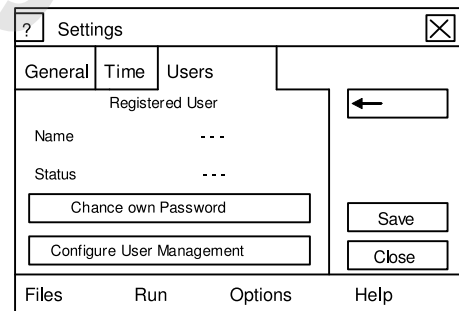 ? Settings
General Time Users
Registered User
Name - - -
Status - - -
Chance own Password
Save
Configure User Management
Close
Files Run Options Help